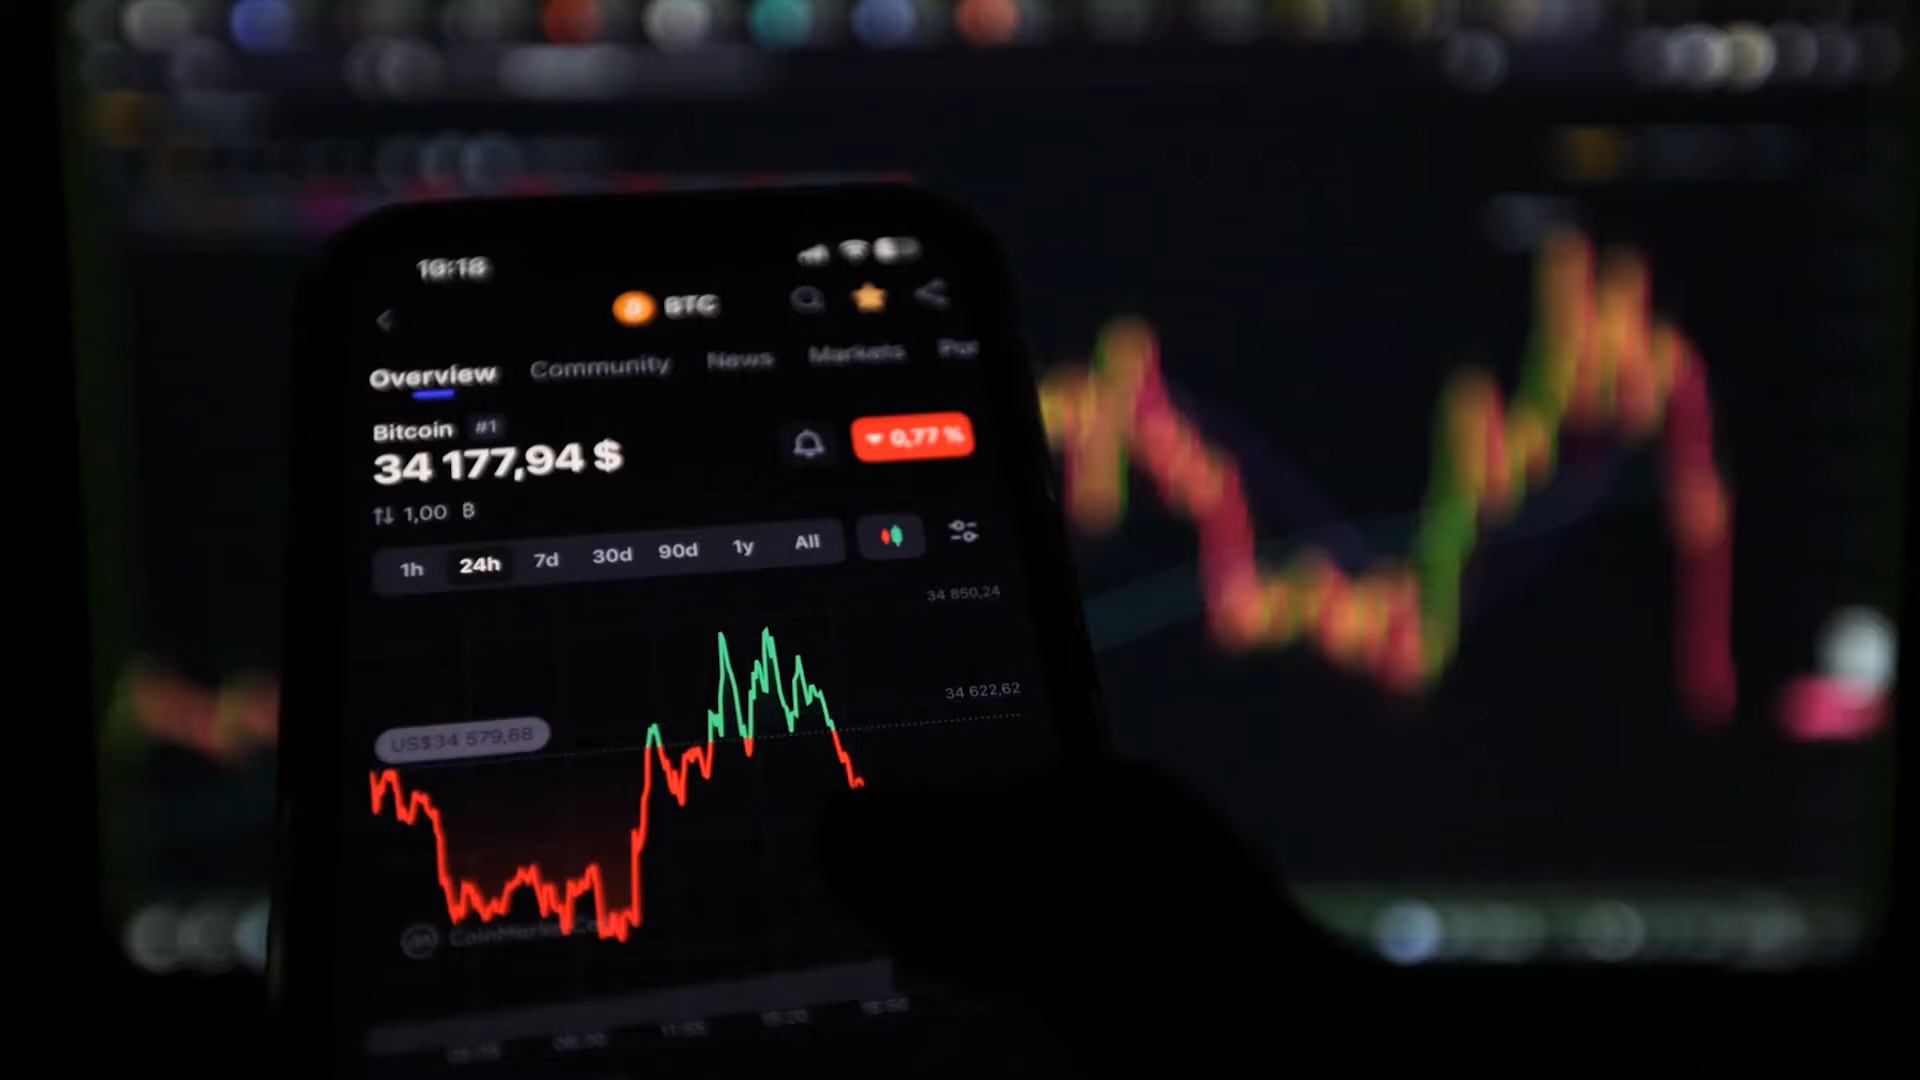 19:18
BTC
Overview Community News Markets
Bitcoin #1
34 177,94 $
0,77 %
1,00 B
1h 24h 7d 30d 90d 1y All
34 850,24
34 622,62
US$34 579,68